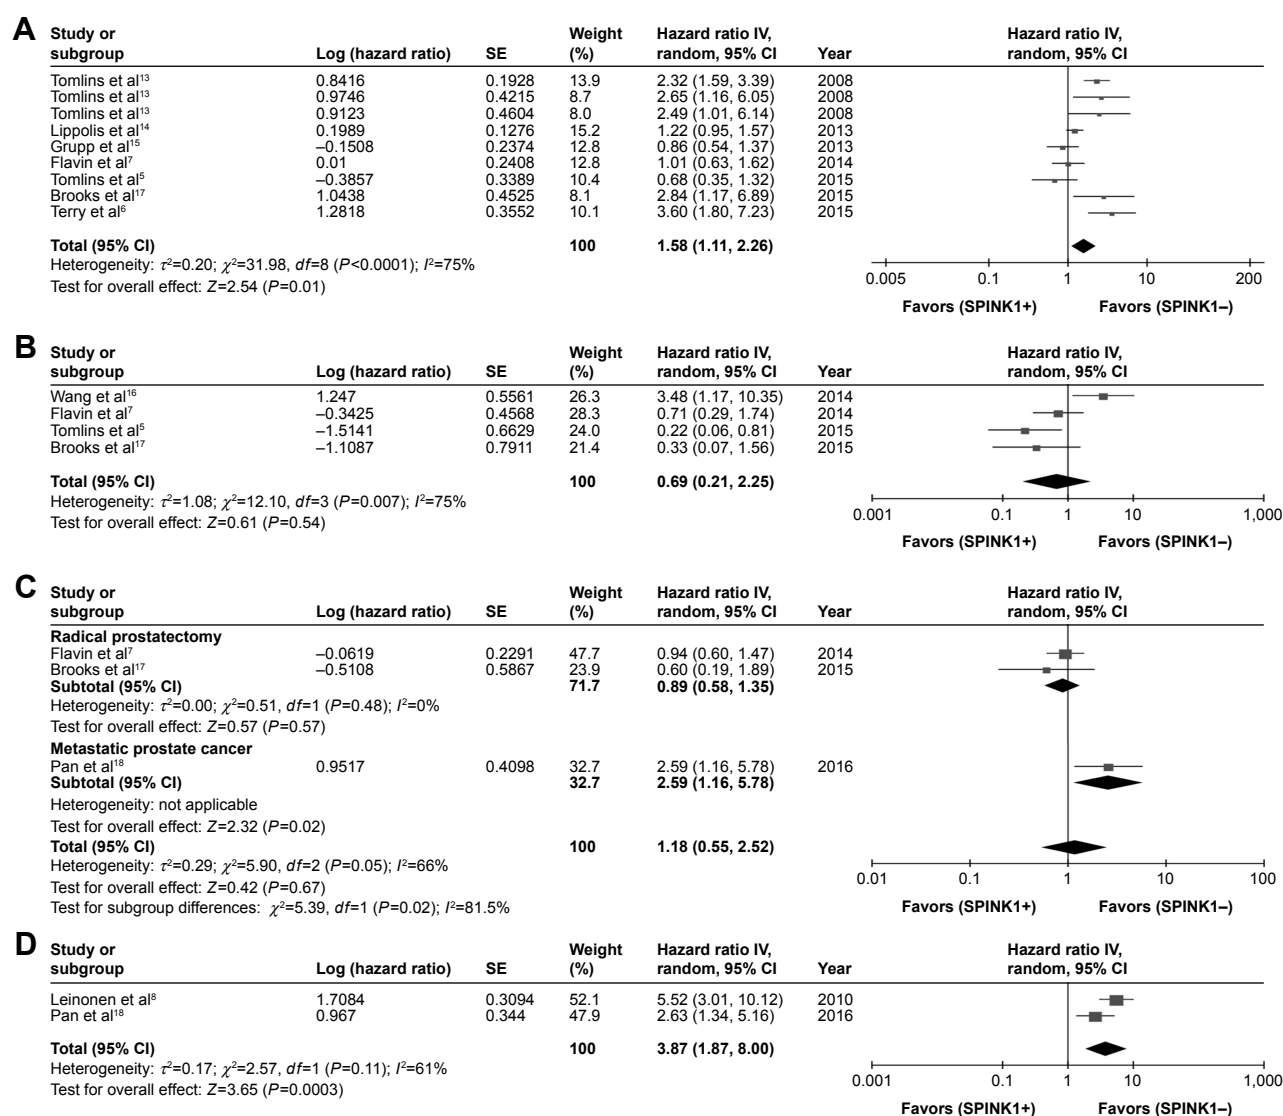 A
Study or subgroup Log (hazard ratio) SE Weight (%) Hazard ratio IV, random, 95% CI Year Hazard ratio IV, random, 95% CI
Tomlins et al13 0.8416 0.1928 13.9 2.32 (1.59, 3.39) 2008
Tomlins et al13 0.9746 0.4215 8.7 2.65 (1.16, 6.05) 2008
Tomlins et al13 0.9123 0.4604 8.0 2.49 (1.01, 6.14) 2008
Lippolis et al14 0.1989 0.1276 15.2 1.22 (0.95, 1.57) 2013
Grupp et al15 –0.1508 0.2374 12.8 0.86 (0.54, 1.37) 2013
Flavin et al7 0.01 0.2408 12.8 1.01 (0.63, 1.62) 2014
Tomlins et al5 –0.3857 0.3389 10.4 0.68 (0.35, 1.32) 2015
Brooks et al17 1.0438 0.4525 8.1 2.84 (1.17, 6.89) 2015
Terry et al6 1.2818 0.3552 10.1 3.60 (1.80, 7.23) 2015
Total (95% CI) 100 1.58 (1.11, 2.26)
Heterogeneity: τ2=0.20; χ2=31.98, df=8 (P<0.0001); I2=75%
Test for overall effect: Z=2.54 (P=0.01)
0.005 0.1 1 10 200
Favors (SPINK1+) Favors (SPINK1–)
B
Study or subgroup Log (hazard ratio) SE Weight (%) Hazard ratio IV, random, 95% CI Year Hazard ratio IV, random, 95% CI
Wang et al16 1.247 0.5561 26.3 3.48 (1.17, 10.35) 2014
Flavin et al7 –0.3425 0.4568 28.3 0.71 (0.29, 1.74) 2014
Tomlins et al5 –1.5141 0.6629 24.0 0.22 (0.06, 0.81) 2015
Brooks et al17 –1.1087 0.7911 21.4 0.33 (0.07, 1.56) 2015
Total (95% CI) 100 0.69 (0.21, 2.25)
Heterogeneity: τ2=1.08; χ2=12.10, df=3 (P=0.007); I2=75%
Test for overall effect: Z=0.61 (P=0.54)
0.001 0.1 1 10 1,000
Favors (SPINK1+) Favors (SPINK1–)
C
Study or subgroup Log (hazard ratio) SE Weight (%) Hazard ratio IV, random, 95% CI Year Hazard ratio IV, random, 95% CI
Radical prostatectomy
Flavin et al7 –0.0619 0.2291 47.7 0.94 (0.60, 1.47) 2014
Brooks et al17 –0.5108 0.5867 23.9 0.60 (0.19, 1.89) 2015
Subtotal (95% CI) 71.7 0.89 (0.58, 1.35)
Heterogeneity: τ2=0.00; χ2=0.51, df=1 (P=0.48); I2=0%
Test for overall effect: Z=0.57 (P=0.57)
Metastatic prostate cancer
Pan et al18 0.9517 0.4098 32.7 2.59 (1.16, 5.78) 2016
Subtotal (95% CI) 32.7 2.59 (1.16, 5.78)
Heterogeneity: not applicable
Test for overall effect: Z=2.32 (P=0.02)
Total (95% CI) 100 1.18 (0.55, 2.52)
Heterogeneity: τ2=0.29; χ2=5.90, df=2 (P=0.05); I2=66%
Test for overall effect: Z=0.42 (P=0.67)
Test for subgroup differences: χ2=5.39, df=1 (P=0.02); I2=81.5%
0.01 0.1 1 10 100
Favors (SPINK1+) Favors (SPINK1–)
D
Study or subgroup Log (hazard ratio) SE Weight (%) Hazard ratio IV, random, 95% CI Year Hazard ratio IV, random, 95% CI
Leinonen et al8 1.7084 0.3094 52.1 5.52 (3.01, 10.12) 2010
Pan et al18 0.967 0.344 47.9 2.63 (1.34, 5.16) 2016
Total (95% CI) 100 3.87 (1.87, 8.00)
Heterogeneity: τ2=0.17; χ2=2.57, df=1 (P=0.11); I2=61%
Test for overall effect: Z=3.65 (P=0.0003)
0.001 0.1 1 10 1,000
Favors (SPINK1+) Favors (SPINK1–)